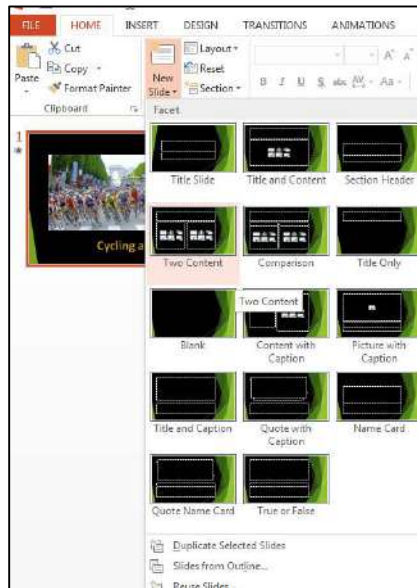 FILE HOME INSERT DESIGN TRANSITIONS ANIMATIONS
Cut
Copy
Format Painter
Paste
Clipboard
New
Slide
Layout
Reset
Section
B I U S abc AV Aa
Facet
Title Slide Title and Content Section Header
Two Content Comparison Title Only
Two Content
Blank Content with Caption Picture with Caption
Title and Caption Quote with Caption Name Card
Quote Name Card True or False
Duplicate Selected Slides
Slides from Outline...
Reuse Slides...
1
Cycling a